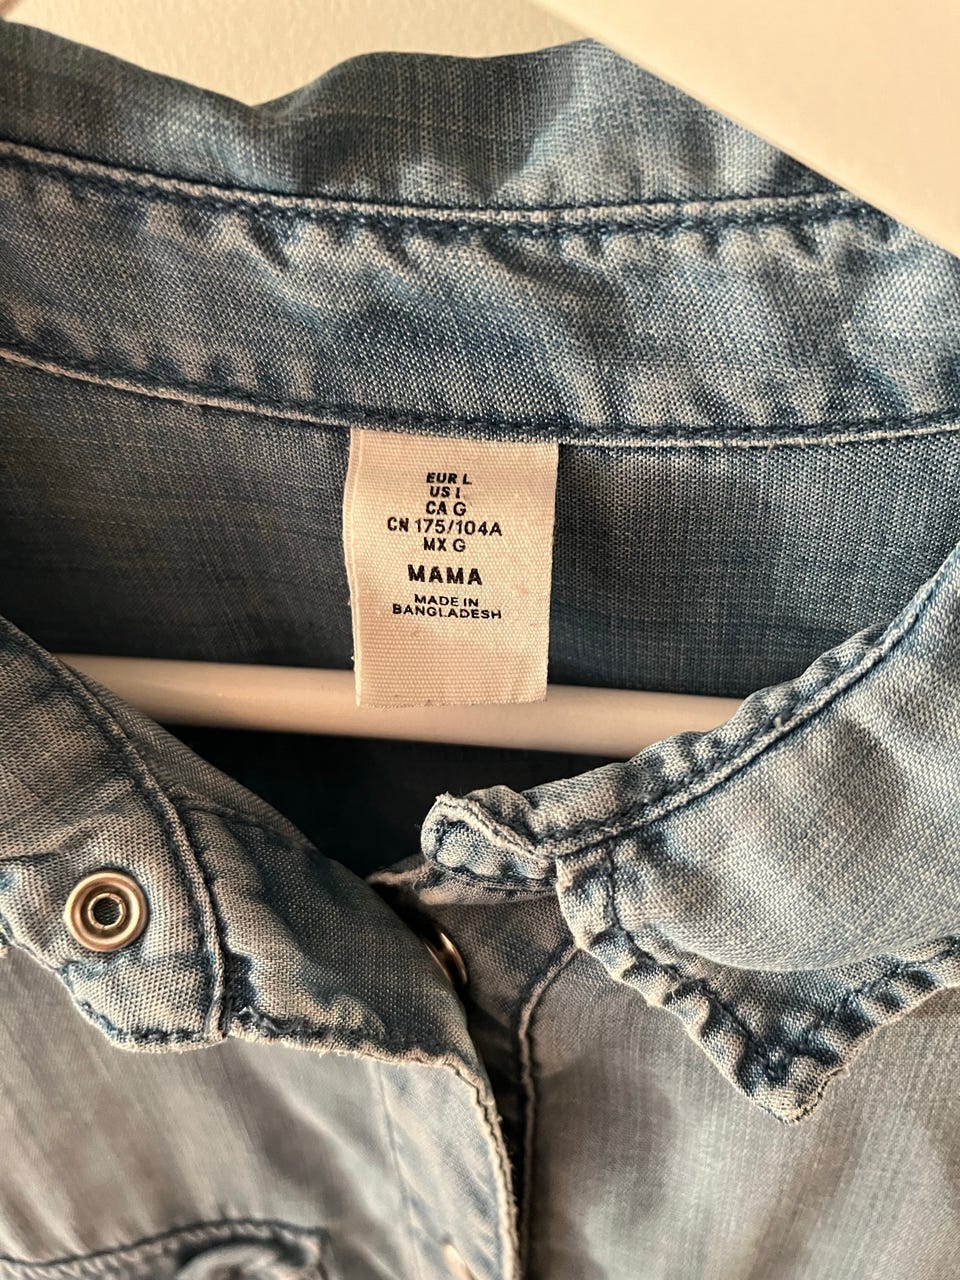 EUR L
US L
CA G
CN 175/104A
MX G
MAMA
MADE IN
BANGLADESH